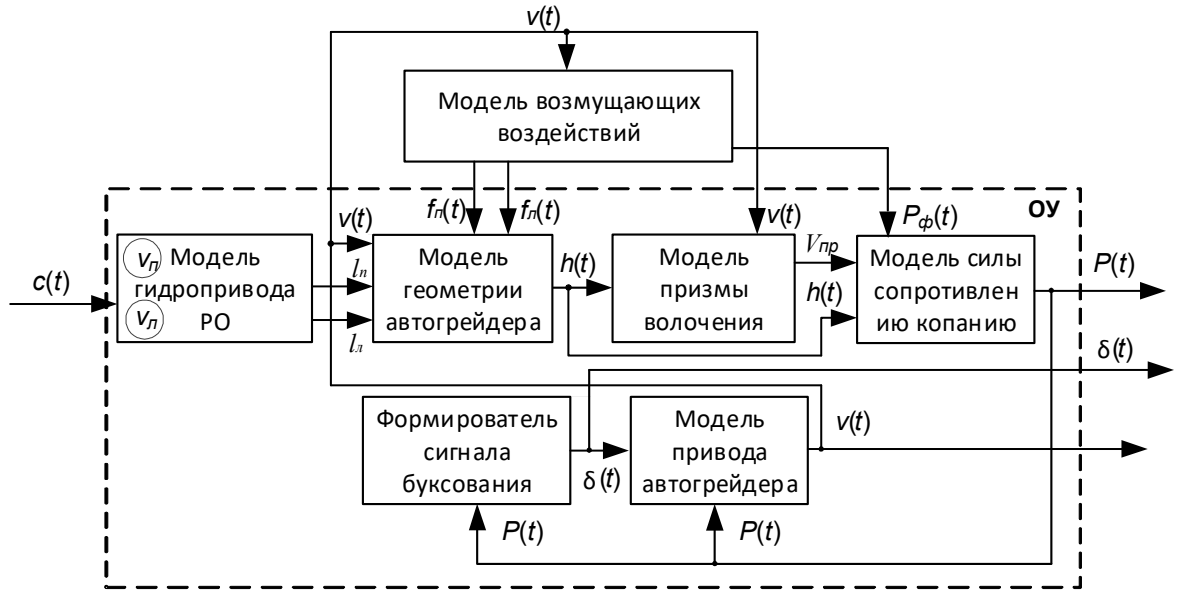 v(t)
Модель возмущающих
воздействий
fп(t)
fл(t)
v(t)
Pф(t)
ОУ
v(t)
c(t)
vп
Модель
гидропривода
vл
РО
lп
lл
Модель
геометрии
автогрейдера
h(t)
Модель
призмы
волочения
Vпр
h(t)
Модель силы
сопротивлен
ию копанию
P(t)
δ(t)
Формирователь
сигнала
буксования
δ(t)
Модель
привода
автогрейдера
v(t)
P(t)
P(t)